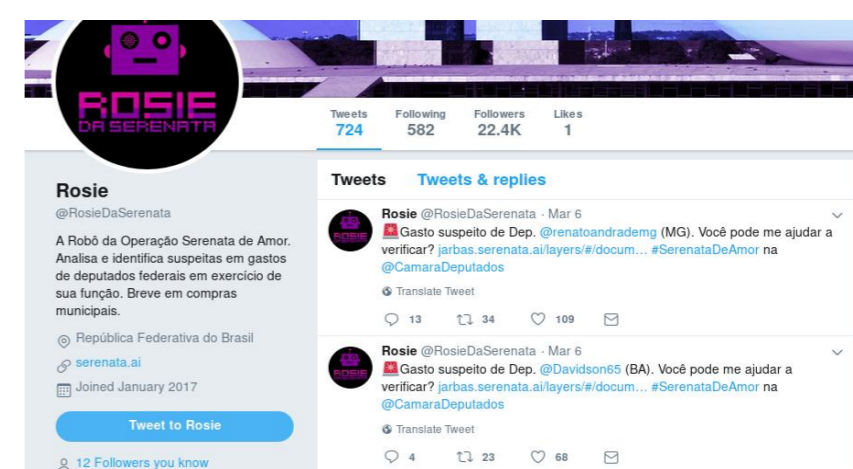 ROSIE
DA SERENATA
Tweets Following Followers Likes
724 582 22.4K 1
Rosie
@RosieDaSerenata
A Robô da Operação Serenata de Amor.
Analisa e identifica suspeitas em gastos
de deputados federais em exercício de
sua função. Breve em compras
municipais.
República Federativa do Brasil
serenata.ai
Joined January 2017
Tweet to Rosie
12 Followers you know
Tweets Tweets & replies
ROSIE
Rosie @RosieDaSerenata · Mar 6
🚨Gasto suspeito de Dep. @renatoandrademg (MG). Você pode me ajudar a
verificar? jarbas.serenata.ai/layers/#/docum… #SerenataDeAmor na
@CamaraDeputados
Translate Tweet
13 34 109
ROSIE
Rosie @RosieDaSerenata · Mar 6
🚨Gasto suspeito de Dep. @Davidson65 (BA). Você pode me ajudar a
verificar? jarbas.serenata.ai/layers/#/docum… #SerenataDeAmor na
@CamaraDeputados
Translate Tweet
4 23 68